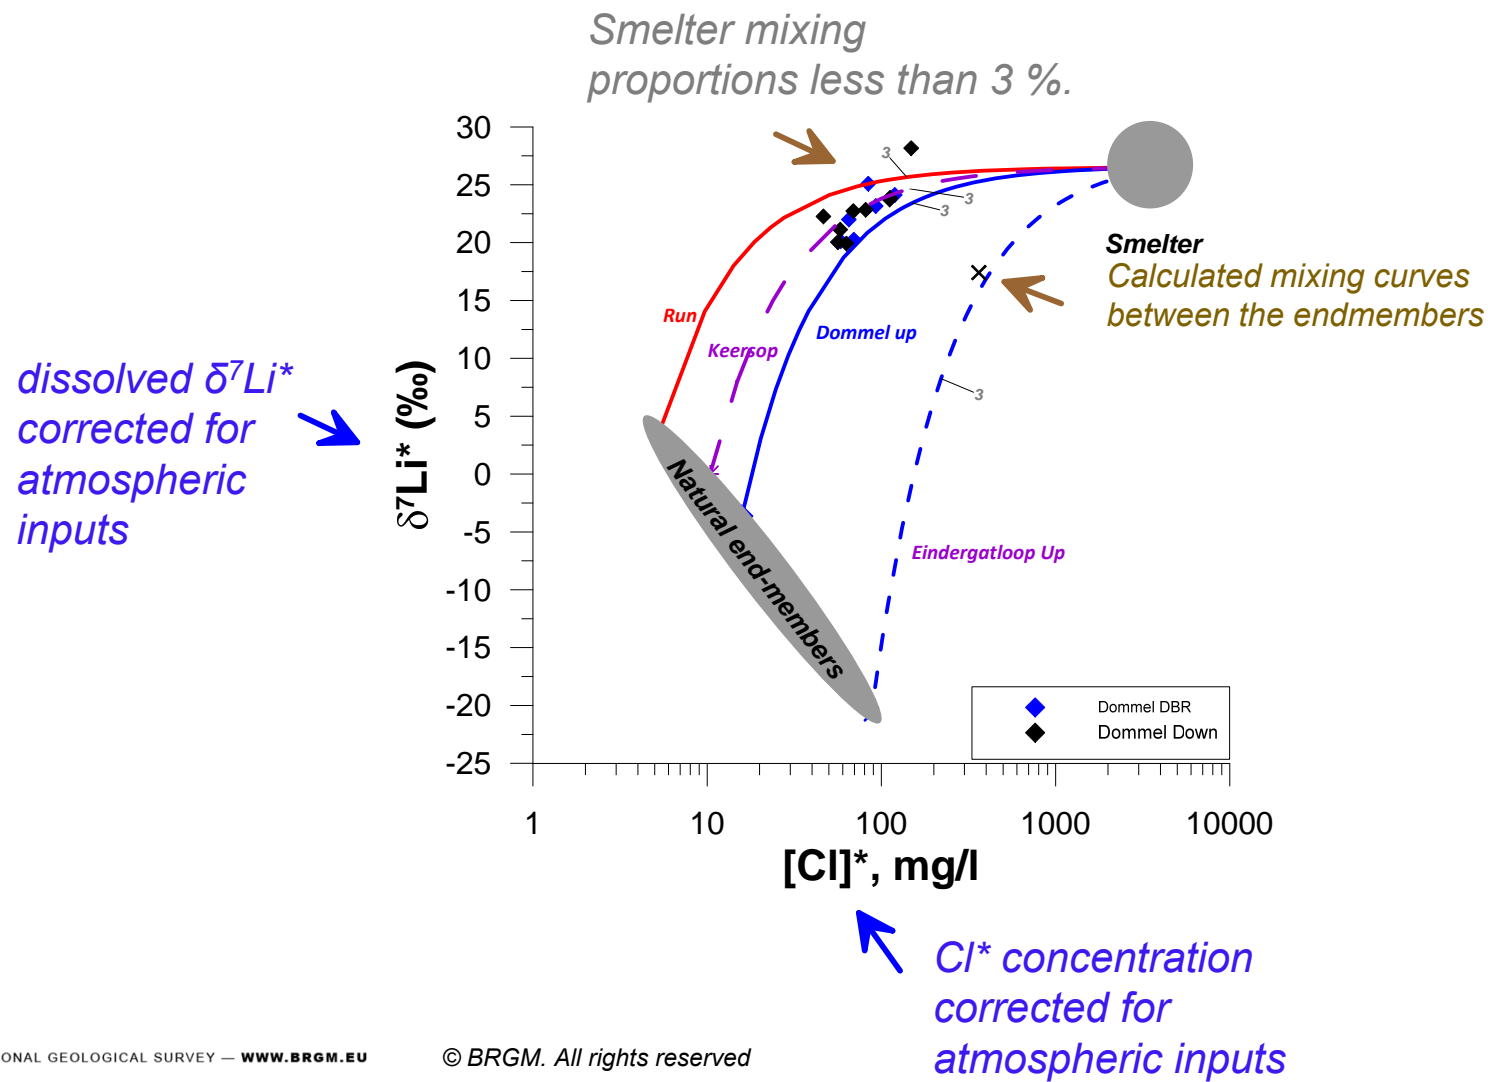 Smelter mixing
proportions less than 3 %.
30
25
20
15
10
5
0
-5
-10
-15
-20
-25
δ⁷Li* (‰)
dissolved δ⁷Li*
corrected for
atmospheric
inputs
3
3
3
3
Run
Keersop
Dommel up
Eindergatloop Up
Natural end-members
Smelter
Calculated mixing curves
between the endmembers
Dommel DBR
Dommel Down
1
10
100
1000
10000
[Cl]*, mg/l
Cl* concentration
corrected for
atmospheric inputs
ONAL GEOLOGICAL SURVEY — WWW.BRGM.EU
© BRGM. All rights reserved